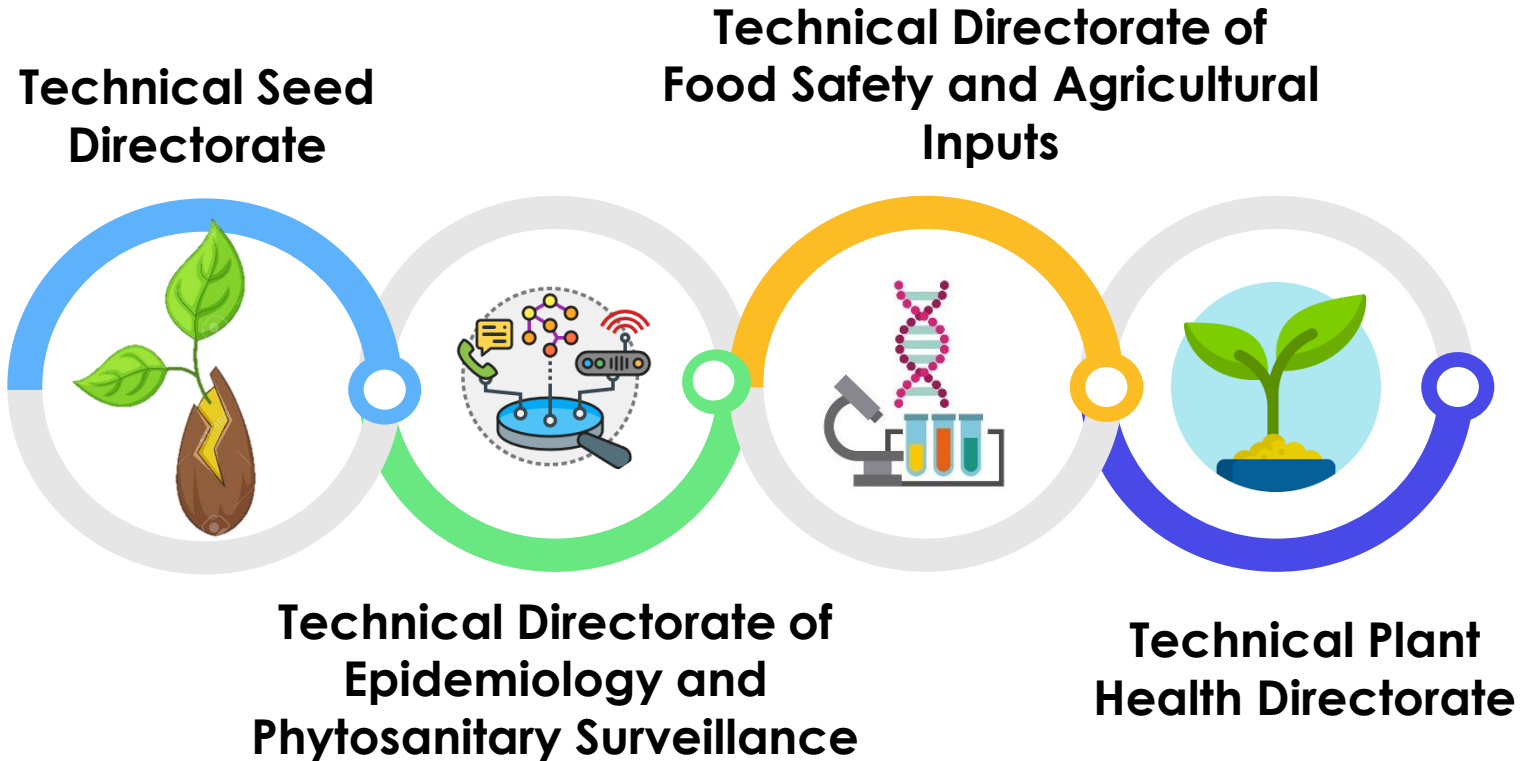 Technical Seed
Directorate
Technical Directorate of
Epidemiology and
Phytosanitary Surveillance
Technical Directorate of
Food Safety and Agricultural
Inputs
Technical Plant
Health Directorate